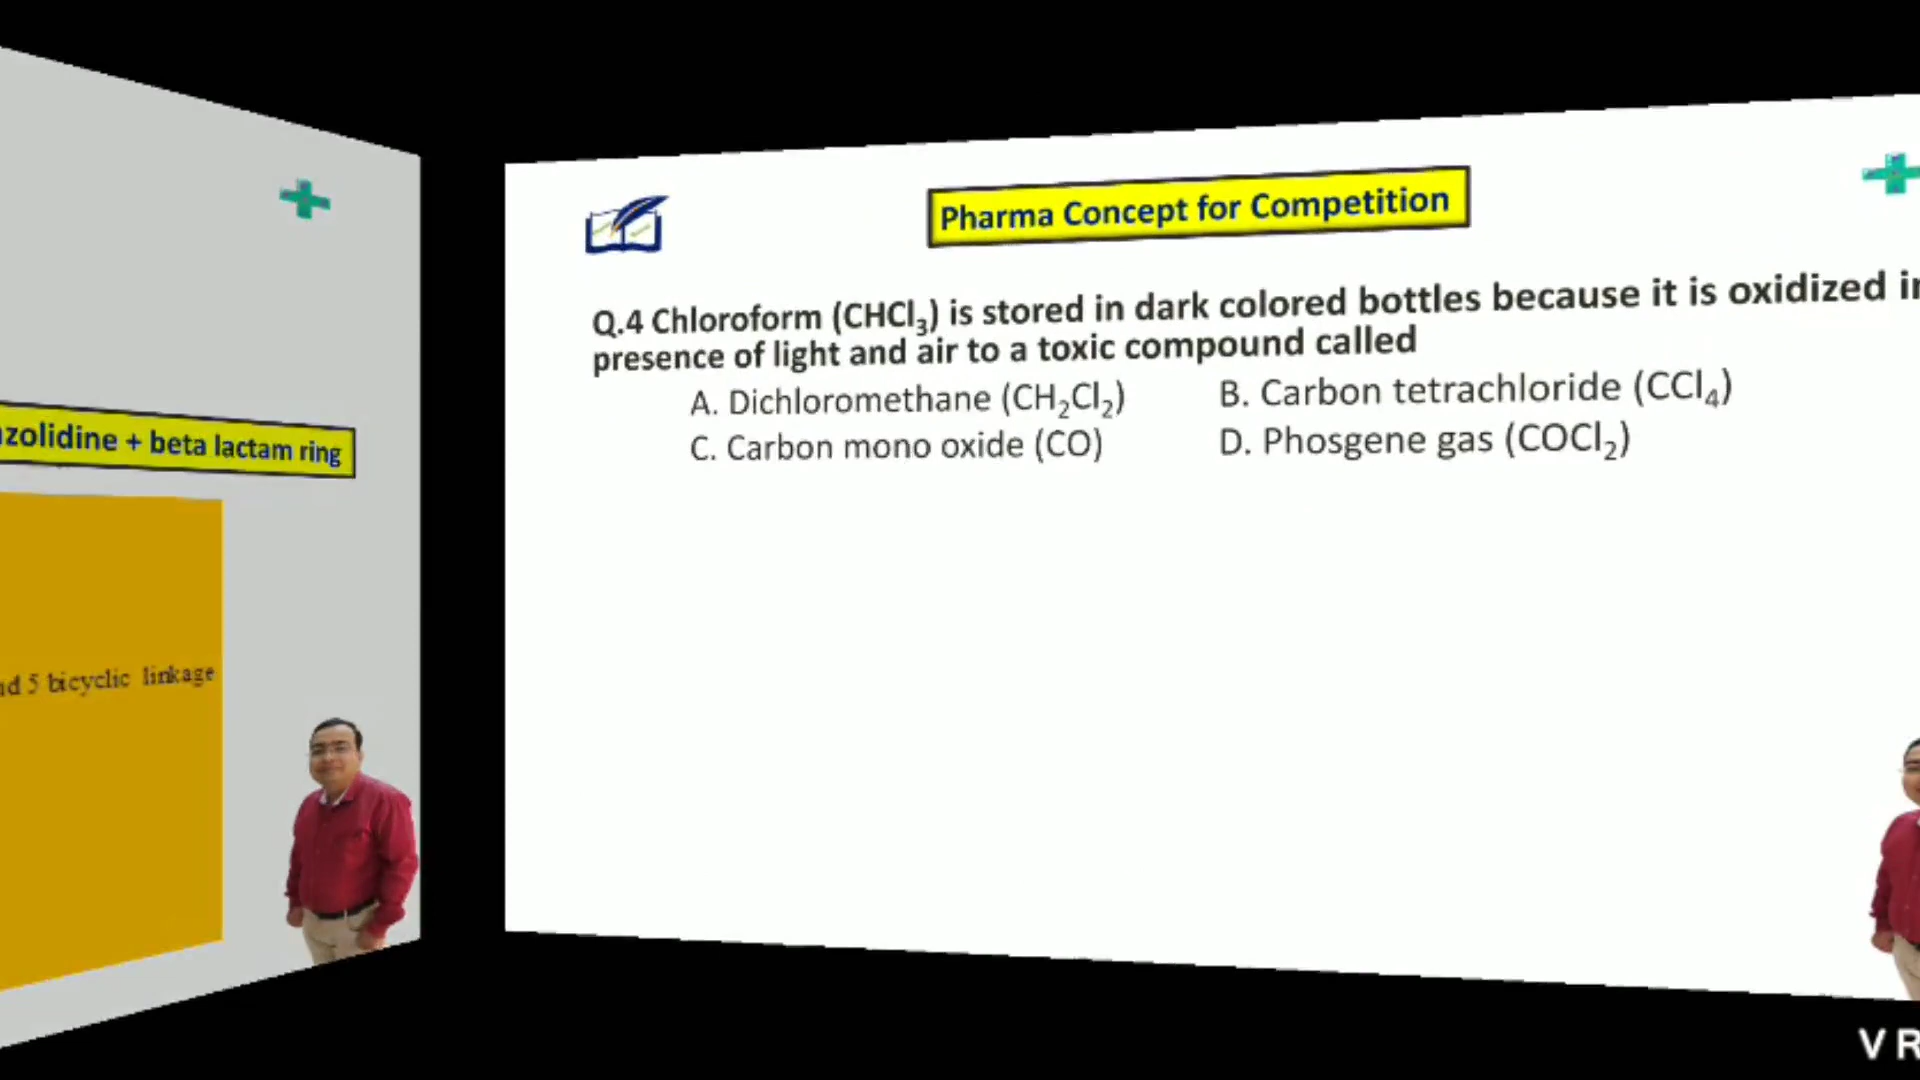 beta lactam ring
5 bicyclic linkage
Pharma Concept for Competition
Q.4 Chloroform (CHCl₃) is stored in dark colored bottles because it is oxidized
presence of light and air to a toxic compound called
A. Dichloromethane (CH₂Cl₂) B. Carbon tetrachloride (CCl₄)
C. Carbon mono oxide (CO) D. Phosgene gas (COCl₂)